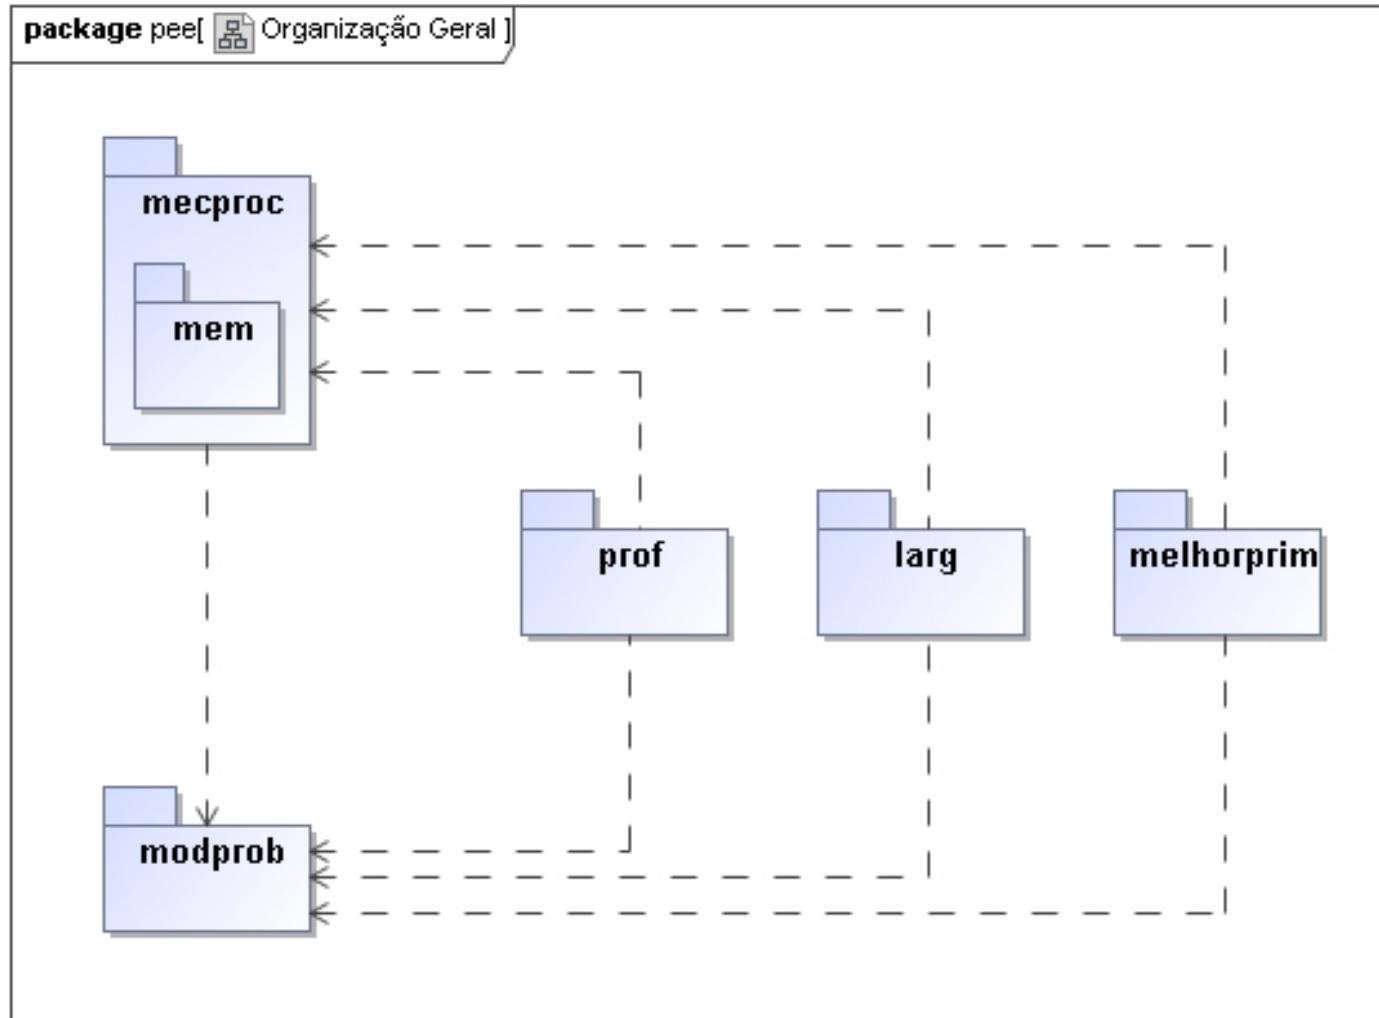 package pee[ Organização Geral ]
mecproc
mem
prof
larg
melhorprim
modprob